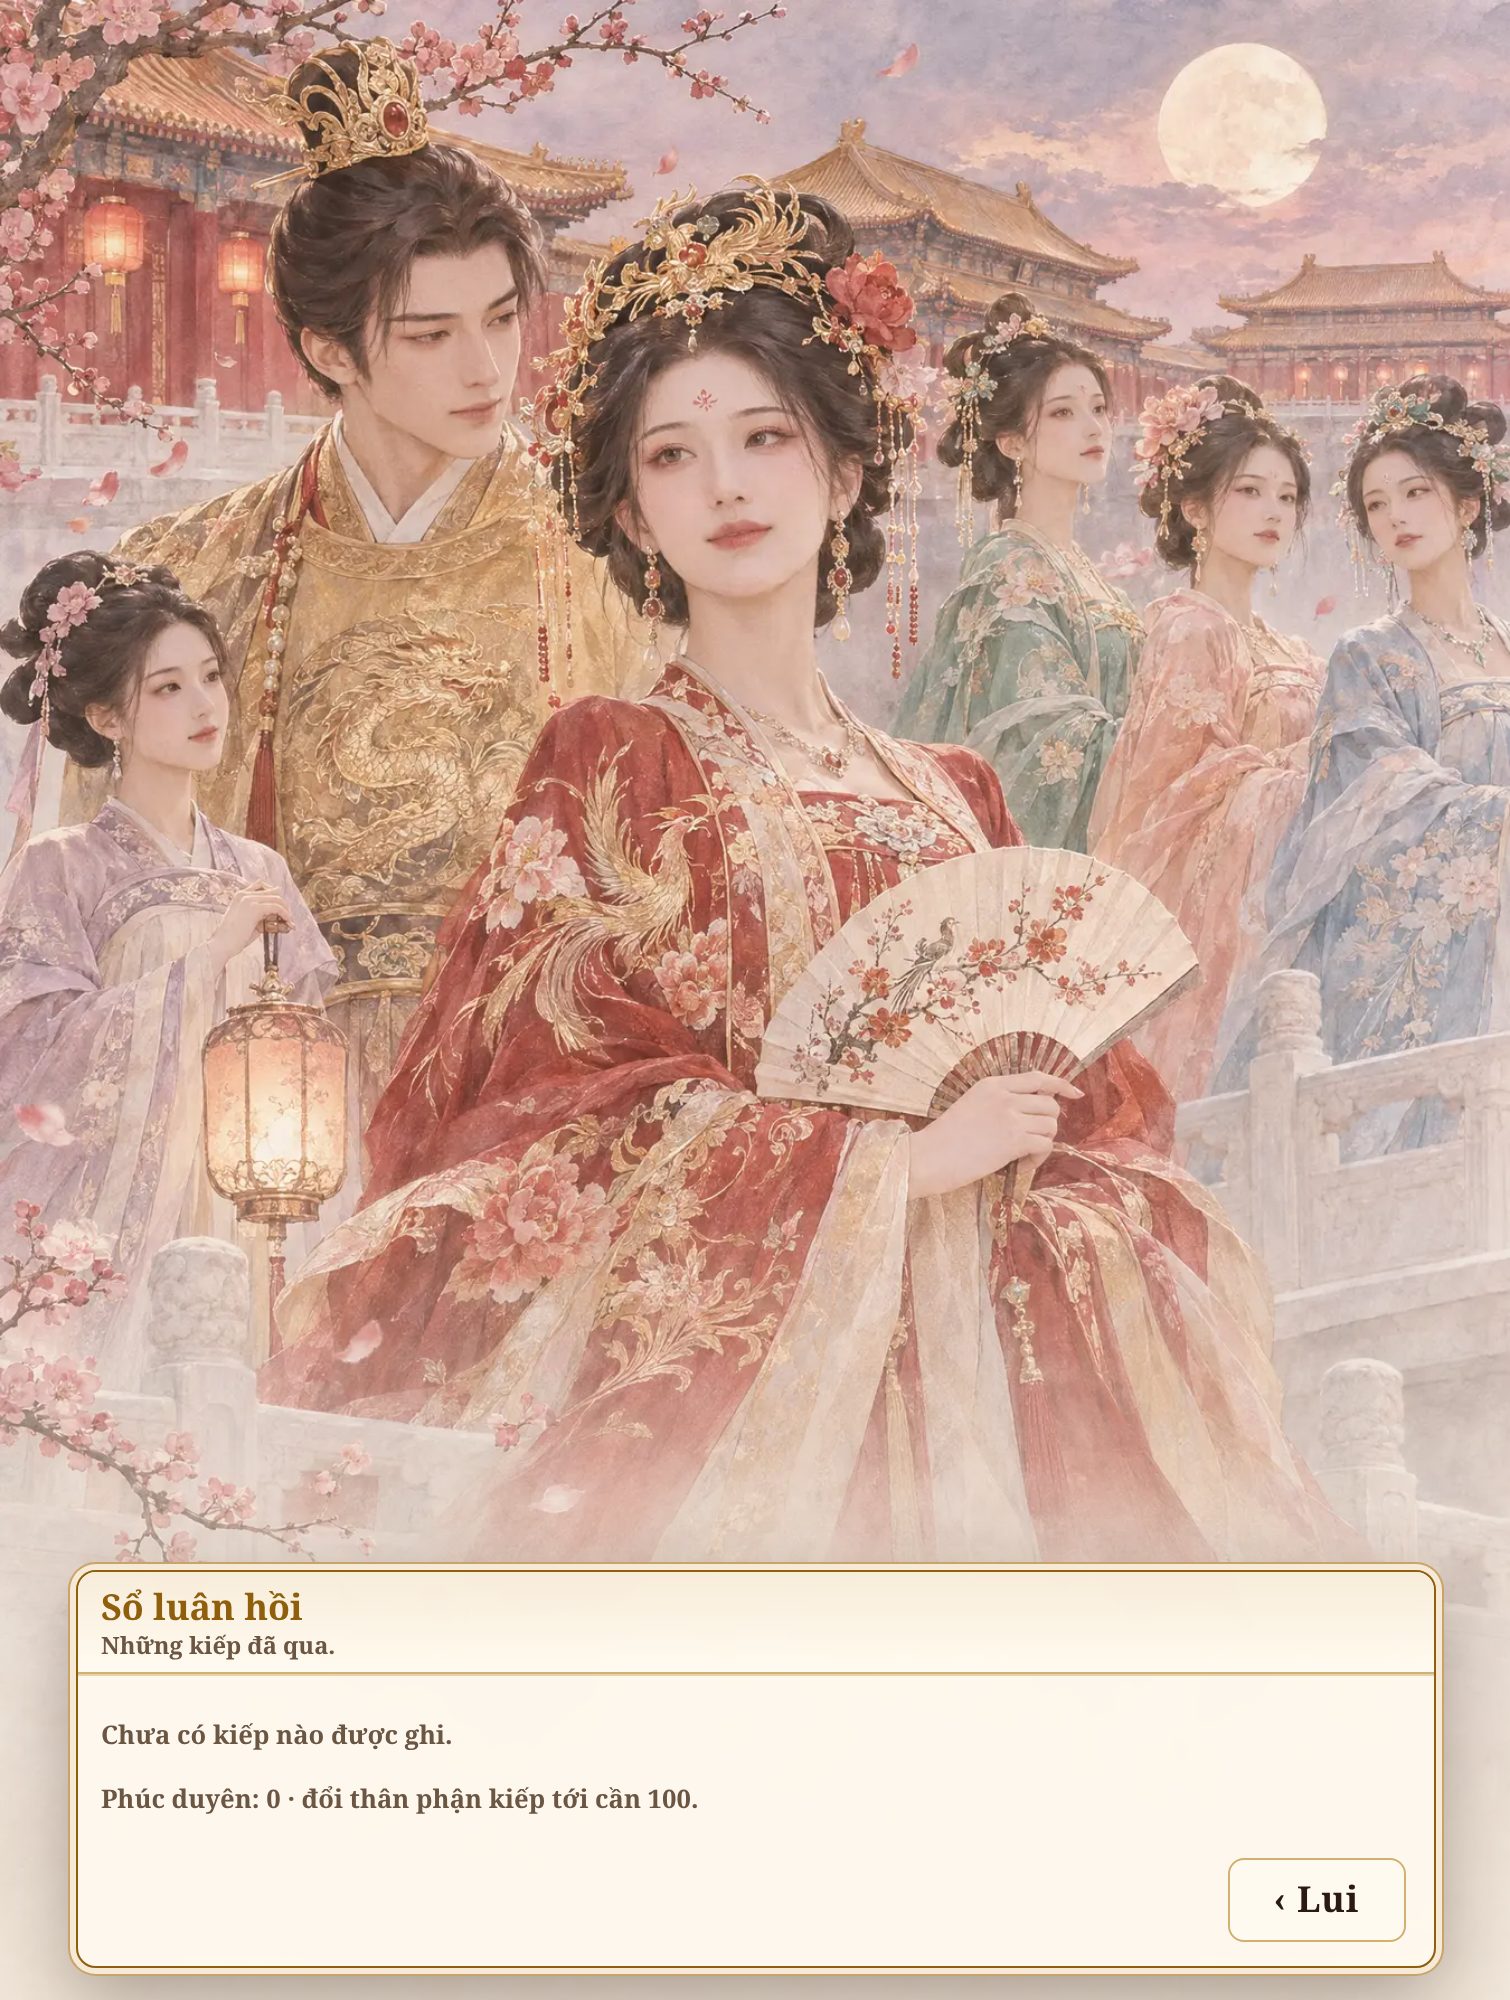 Sổ luân hồi
Những kiếp đã qua.
Chưa có kiếp nào được ghi.
Phúc duyên: 0 · đổi thân phận kiếp tới cần 100.
‹ Lui